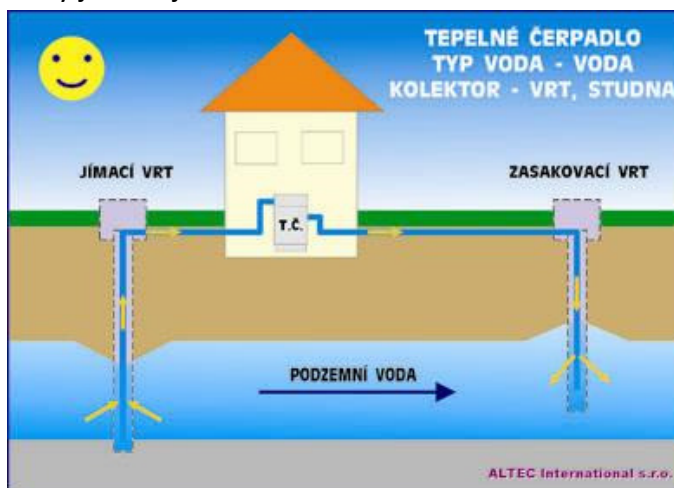 TEPELNÉ ČERPADLO
TYP VODA - VODA
KOLEKTOR - VRT, STUDNA
JÍMACÍ VRT
ZASAKOVACÍ VRT
T.Č.
PODZEMNÍ VODA
ALTEC International s.r.o.